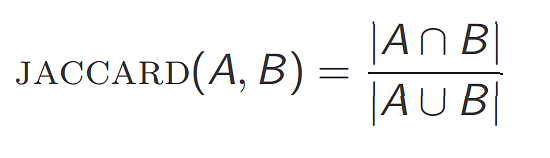 JACCARD(A, B) = |A ∩ B| / |A ∪ B|